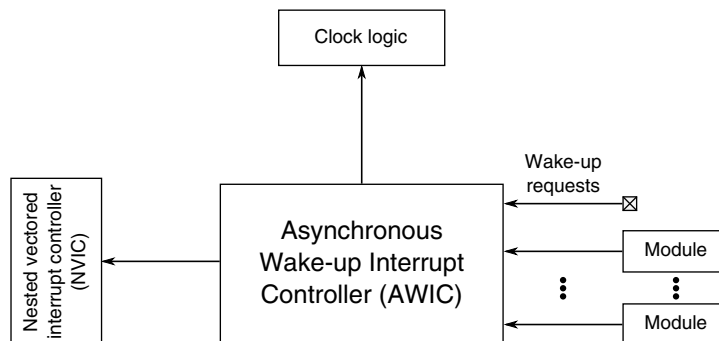 Clock logic
Wake-up
requests
Nested vectored
interrupt controller
(NVIC)
Asynchronous
Wake-up Interrupt
Controller (AWIC)
Module
Module